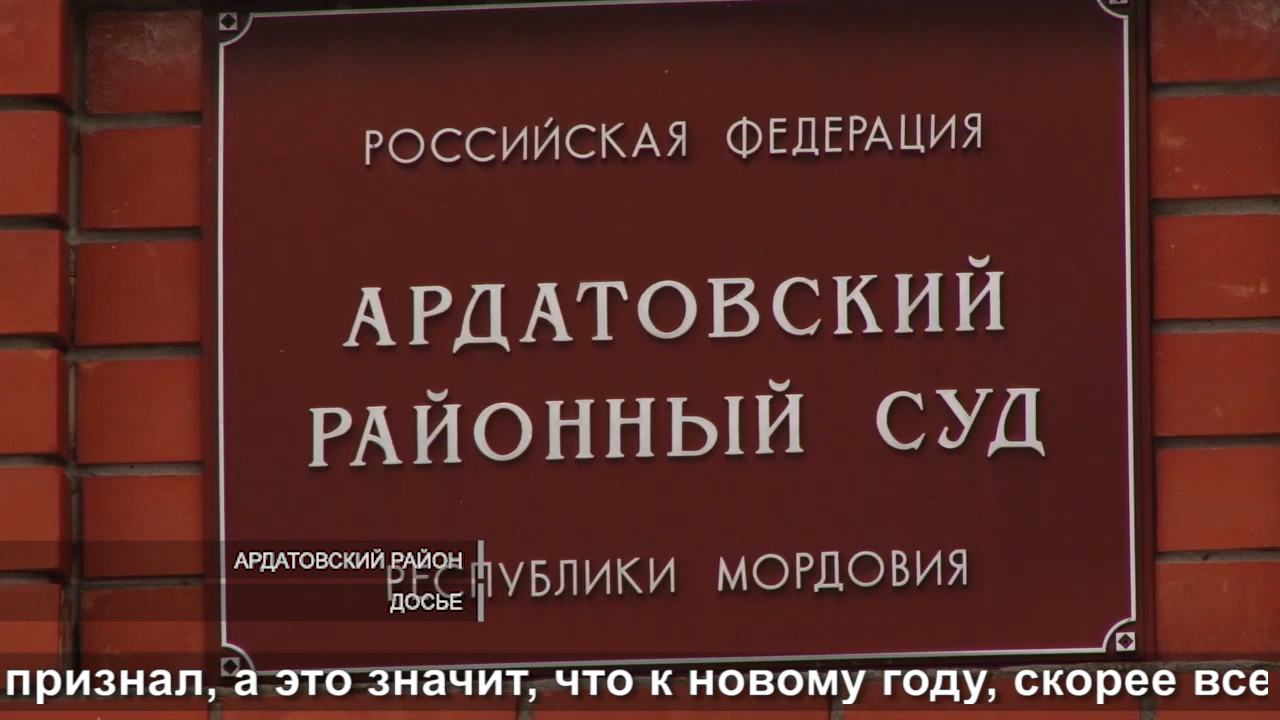 РОССИЙСКАЯ ФЕДЕРАЦИЯ
АРДАТОВСКИЙ
РАЙОННЫЙ СУД
РЕСПУБЛИКИ МОРДОВИЯ
АРДАТОВСКИЙ РАЙОН
ДОСЬЕ
признал, а это значит, что к новому году, скорее все